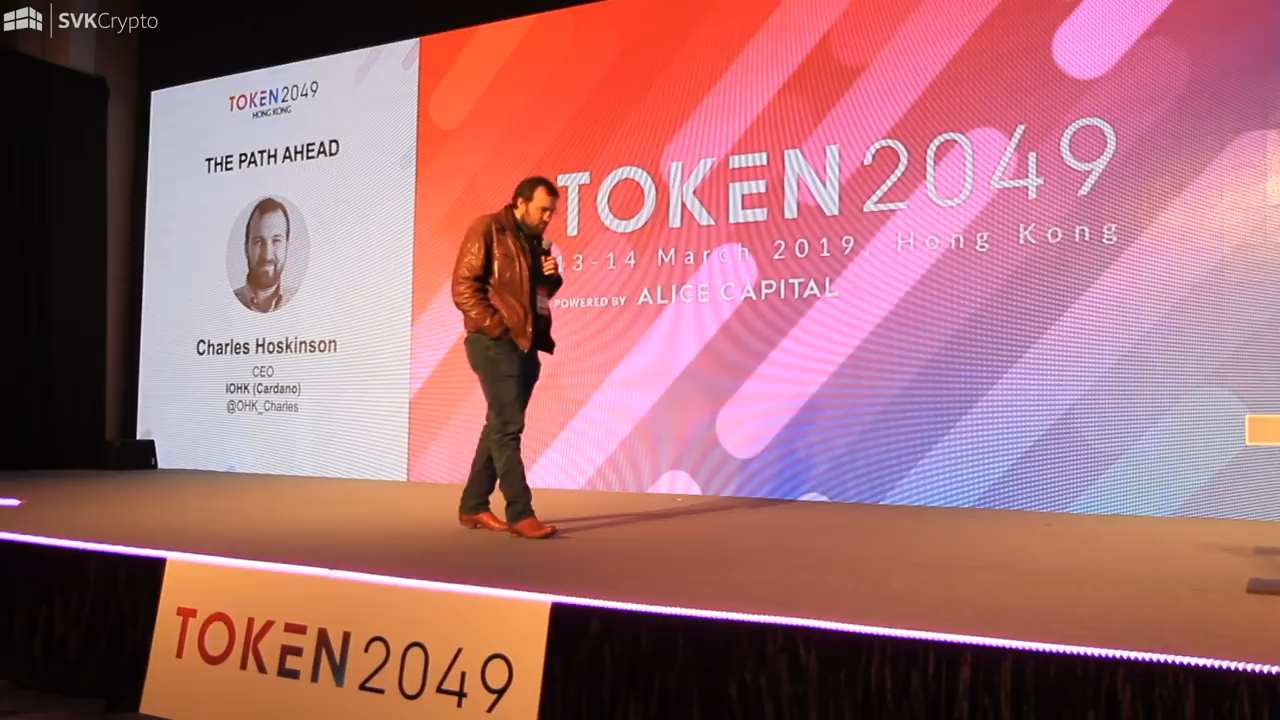 SVKCrypto
TOKEN2049
HONG KONG
THE PATH AHEAD
Charles Hoskinson
CEO
IOHK (Cardano)
@OHK_Charles
TOKEN2049
13-14 March 2019, Hong Kong
POWERED BY ALICE CAPITAL
TOKEN2049